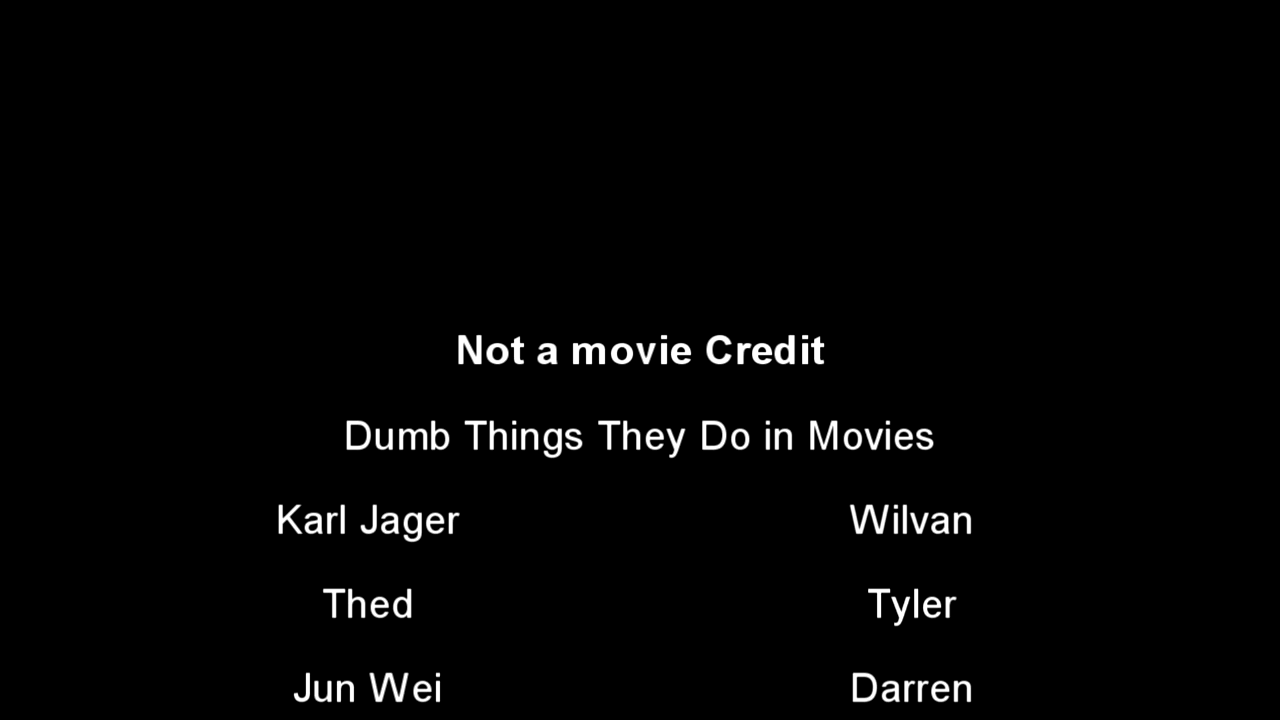 Not a movie Credit
Dumb Things They Do in Movies
Karl Jager Wilvan
Thed Tyler
Jun Wei Darren